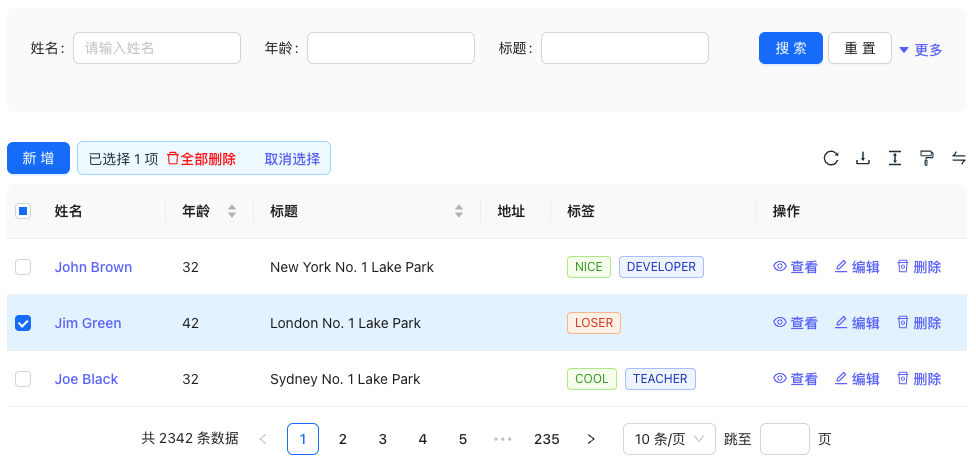 姓名: 请输入姓名 年龄: 标题: 搜索 重置 更多
新增 已选择 1 项 全部删除 取消选择
姓名 年龄 标题 地址 标签 操作
John Brown 32 New York No. 1 Lake Park NICE DEVELOPER 查看 编辑 删除
Jim Green 42 London No. 1 Lake Park LOSER 查看 编辑 删除
Joe Black 32 Sydney No. 1 Lake Park COOL TEACHER 查看 编辑 删除
共 2342 条数据 1 2 3 4 5 ••• 235 10 条/页 跳至 页